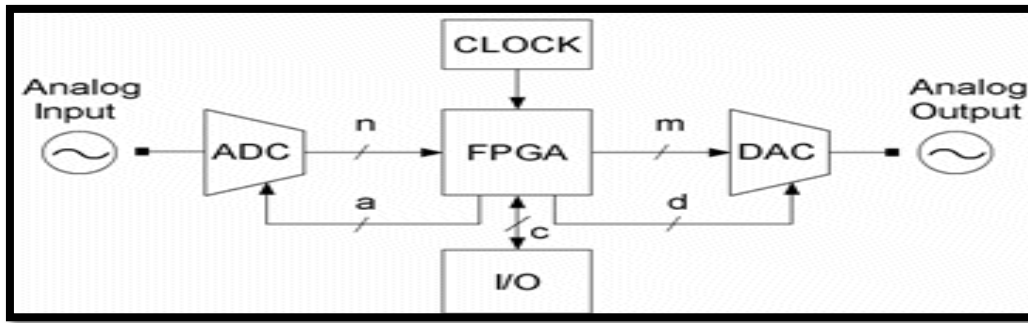 CLOCK
Analog
Input
Analog
Output
n
m
ADC
FPGA
DAC
a
c
d
I/O